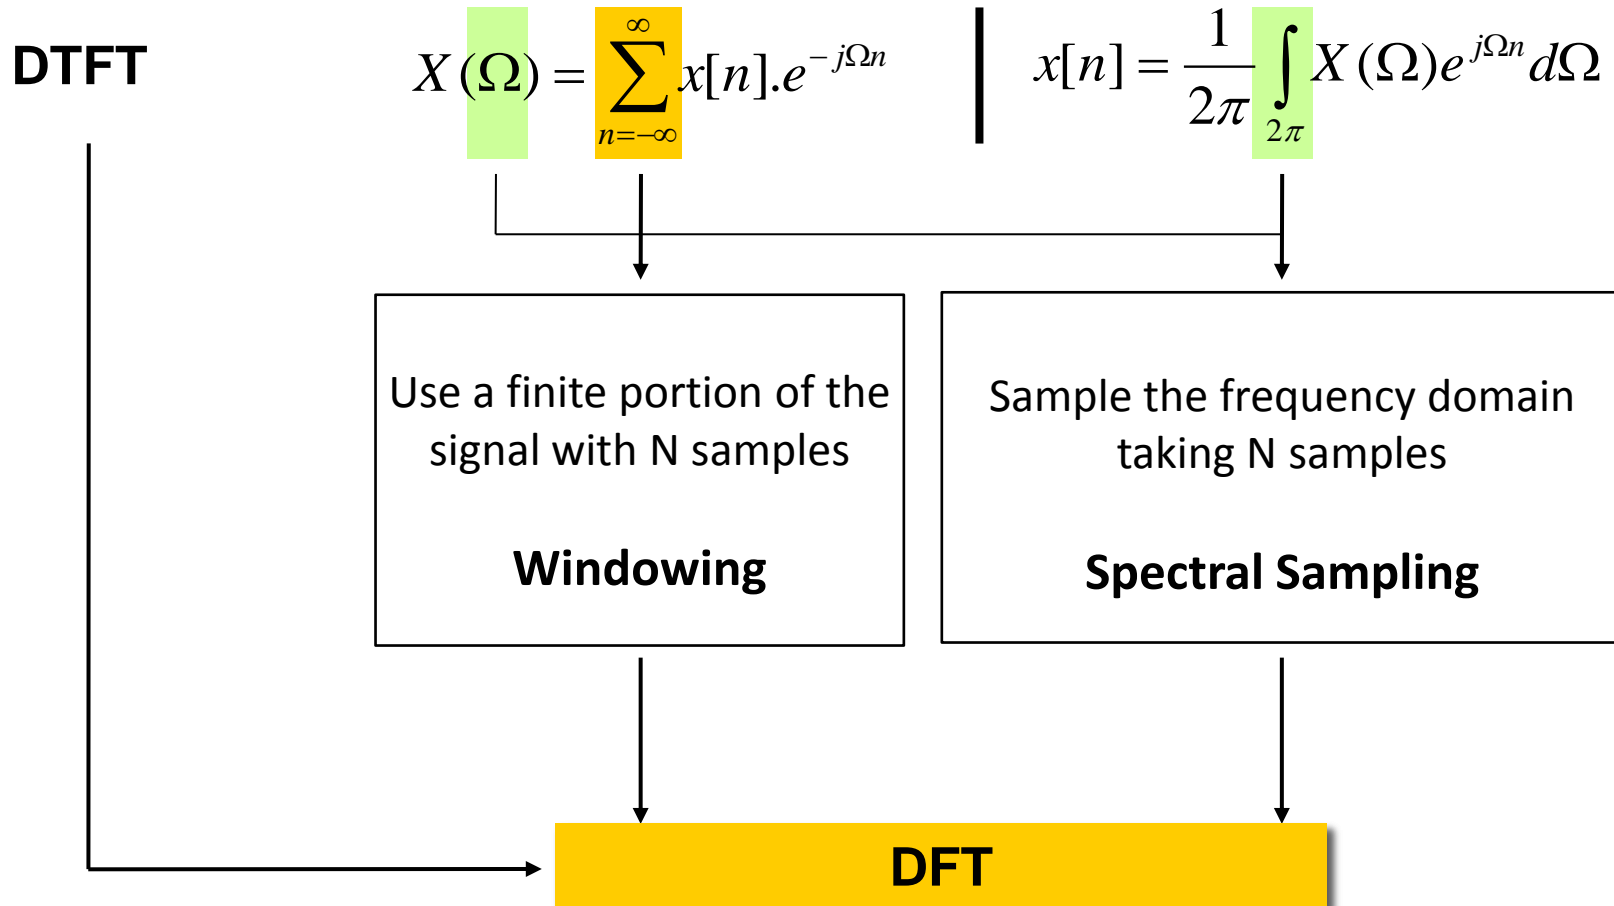 DTFT
X(Ω) = ∑_{n=-∞}^{∞} x[n].e^{-jΩn}
x[n] = \frac{1}{2π} ∫_{2π} X(Ω)e^{jΩn}dΩ
Use a finite portion of the
signal with N samples
Windowing
Sample the frequency domain
taking N samples
Spectral Sampling
DFT